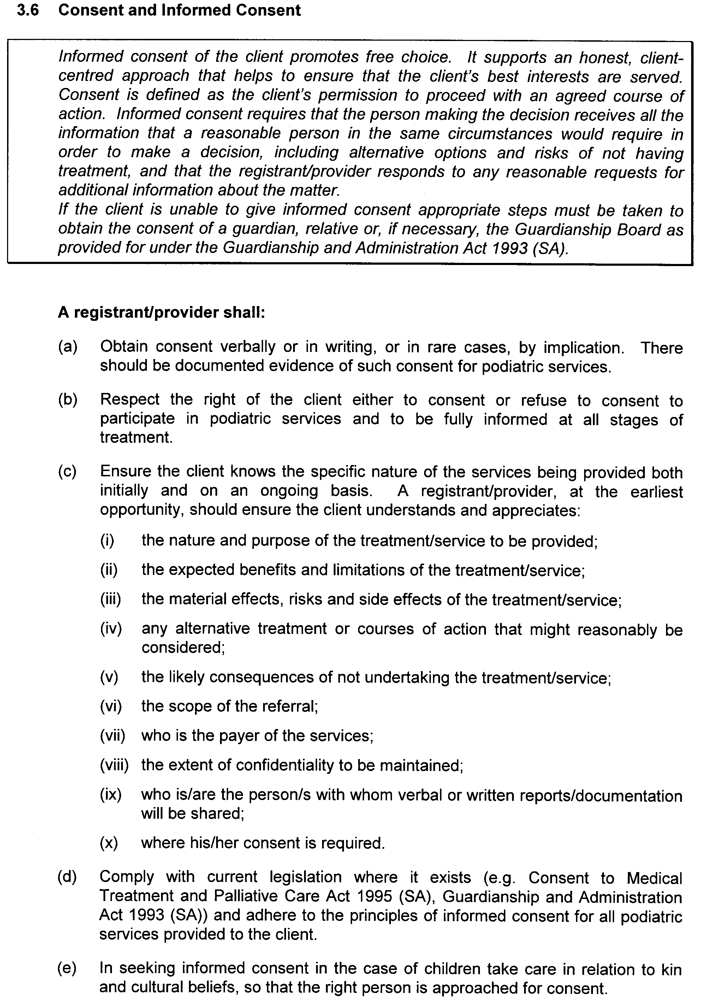 3.6 Consent and Informed Consent
Informed consent of the client promotes free choice. It supports an honest, client-
centred approach that helps to ensure that the client's best interests are served.
Consent is defined as the client's permission to proceed with an agreed course of
action. Informed consent requires that the person making the decision receives all the
information that a reasonable person in the same circumstances would require in
order to make a decision, including alternative options and risks of not having
treatment, and that the registrant/provider responds to any reasonable requests for
additional information about the matter.
If the client is unable to give informed consent appropriate steps must be taken to
obtain the consent of a guardian, relative or, if necessary, the Guardianship Board as
provided for under the Guardianship and Administration Act 1993 (SA).
A registrant/provider shall:
(a) Obtain consent verbally or in writing, or in rare cases, by implication. There
should be documented evidence of such consent for podiatric services.
(b) Respect the right of the client either to consent or refuse to consent to
participate in podiatric services and to be fully informed at all stages of
treatment.
(c) Ensure the client knows the specific nature of the services being provided both
initially and on an ongoing basis. A registrant/provider, at the earliest
opportunity, should ensure the client understands and appreciates:
(i) the nature and purpose of the treatment/service to be provided;
(ii) the expected benefits and limitations of the treatment/service;
(iii) the material effects, risks and side effects of the treatment/service;
(iv) any alternative treatment or courses of action that might reasonably be
considered;
(v) the likely consequences of not undertaking the treatment/service;
(vi) the scope of the referral;
(vii) who is the payer of the services;
(viii) the extent of confidentiality to be maintained;
(ix) who is/are the person/s with whom verbal or written reports/documentation
will be shared;
(x) where his/her consent is required.
(d) Comply with current legislation where it exists (e.g. Consent to Medical
Treatment and Palliative Care Act 1995 (SA), Guardianship and Administration
Act 1993 (SA)) and adhere to the principles of informed consent for all podiatric
services provided to the client.
(e) In seeking informed consent in the case of children take care in relation to kin
and cultural beliefs, so that the right person is approached for consent.